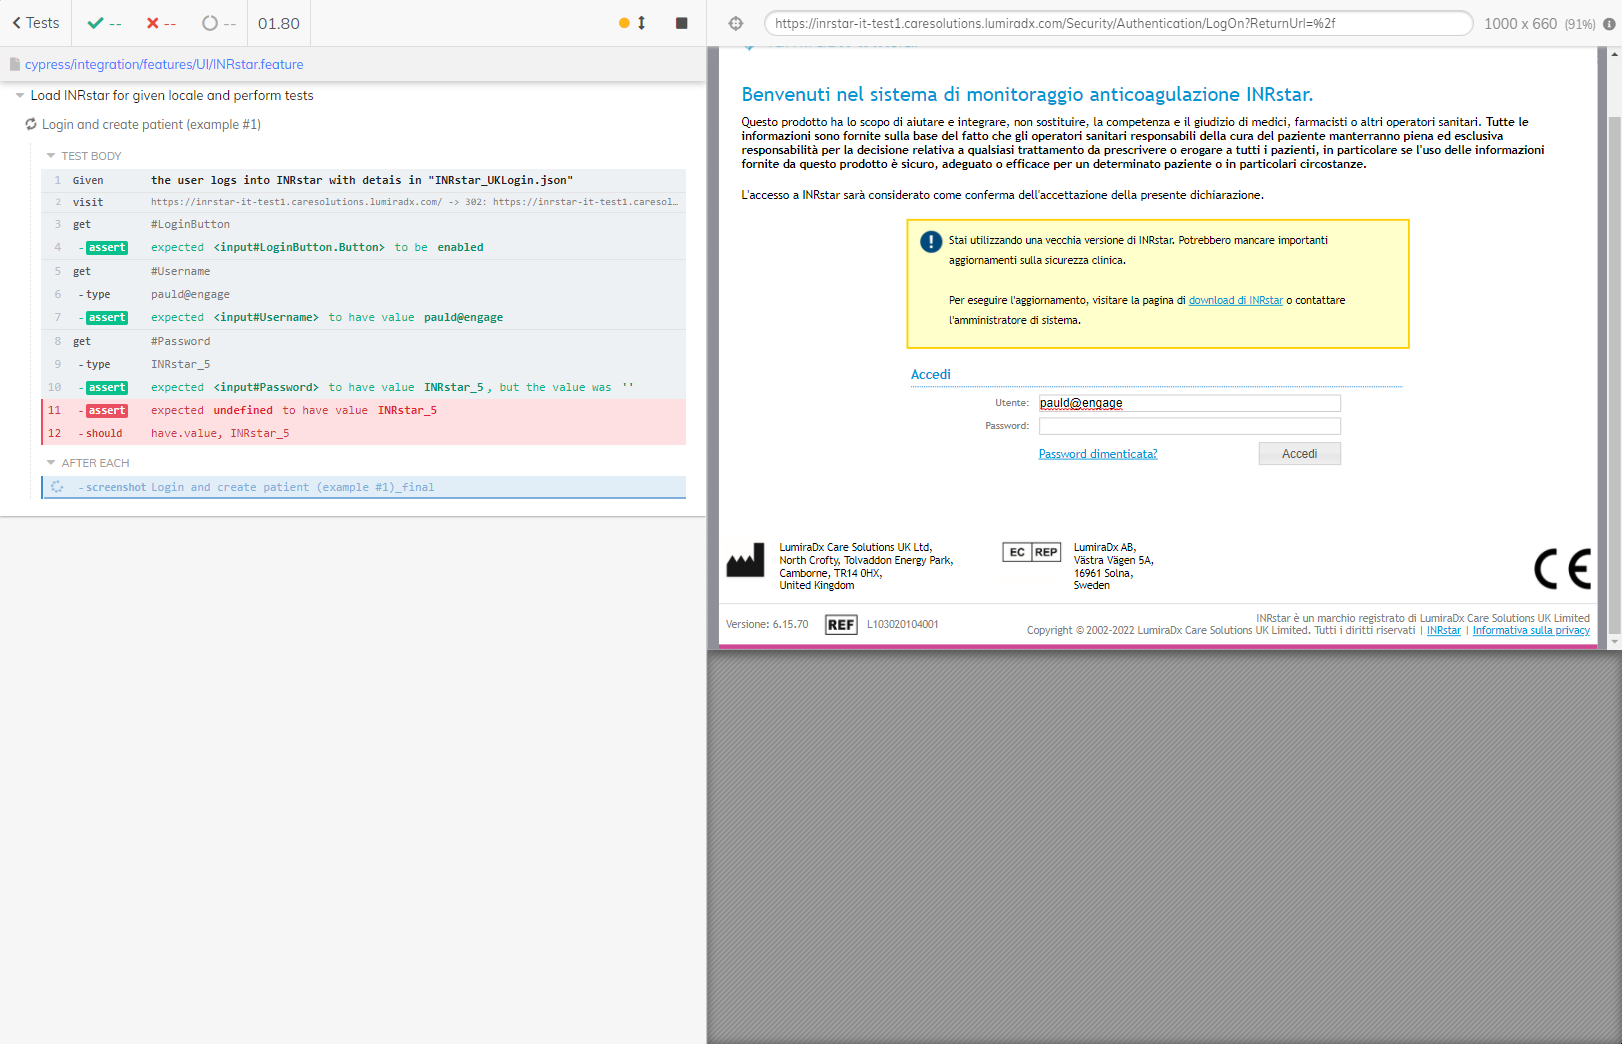 Tests -- -- -- 01.80
cypress/integration/features/UI/INRstar.feature
Load INRstar for given locale and perform tests
Login and create patient (example #1)
TEST BODY
1 Given the user logs into INRstar with detais in "INRstar_UKLogin.json"
2 visit https://inrstar-it-test1.caresolutions.lumiradx.com/ -> 302: https://inrstar-it-test1.caresol…
3 get #LoginButton
4 -assert expected <input#LoginButton.Button> to be enabled
5 get #Username
6 -type pauld@engage
7 -assert expected <input#Username> to have value pauld@engage
8 get #Password
9 -type INRstar_5
10 -assert expected <input#Password> to have value INRstar_5, but the value was ''
11 -assert expected undefined to have value INRstar_5
12 -should have.value, INRstar_5
AFTER EACH
-screenshot Login and create patient (example #1)_final
https://inrstar-it-test1.caresolutions.lumiradx.com/Security/Authentication/LogOn?ReturnUrl=%2f
1000 x 660 (91%)
Benvenuti nel sistema di monitoraggio anticoagulazione INRstar.
Questo prodotto ha lo scopo di aiutare e integrare, non sostituire, la competenza e il giudizio di medici, farmacisti o altri operatori sanitari. Tutte le
informazioni sono fornite sulla base del fatto che gli operatori sanitari responsabili della cura del paziente manterranno piena ed esclusiva
responsabilità per la decisione relativa a qualsiasi trattamento da prescrivere o erogare a tutti i pazienti, in particolare se l'uso delle informazioni
fornite da questo prodotto è sicuro, adeguato o efficace per un determinato paziente o in particolari circostanze.
L'accesso a INRstar sarà considerato come conferma dell'accettazione della presente dichiarazione.
Stai utilizzando una vecchia versione di INRstar. Potrebbero mancare importanti
aggiornamenti sulla sicurezza clinica.
Per eseguire l'aggiornamento, visitare la pagina di download di INRstar o contattare
l'amministratore di sistema.
Accedi
Utente: pauld@engage
Password:
Password dimenticata? Accedi
LumiraDx Care Solutions UK Ltd,
North Crofty, Tolvaddon Energy Park,
Camborne, TR14 0HX,
United Kingdom
EC REP
LumiraDx AB,
Västra Vägen 5A,
16961 Solna,
Sweden
CE
Versione: 6.15.70 REF L103020104001
INRstar è un marchio registrato di LumiraDx Care Solutions UK Limited
Copyright © 2002-2022 LumiraDx Care Solutions UK Limited. Tutti i diritti riservati | INRstar | Informativa sulla privacy